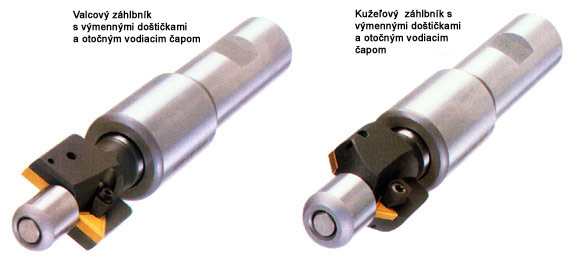 Valcový záhlbník
s výmennými doštičkami
a otočným vodiacim čapom
Kužeľový záhlbník s
výmennými doštičkami
a otočným vodiacim
čapom